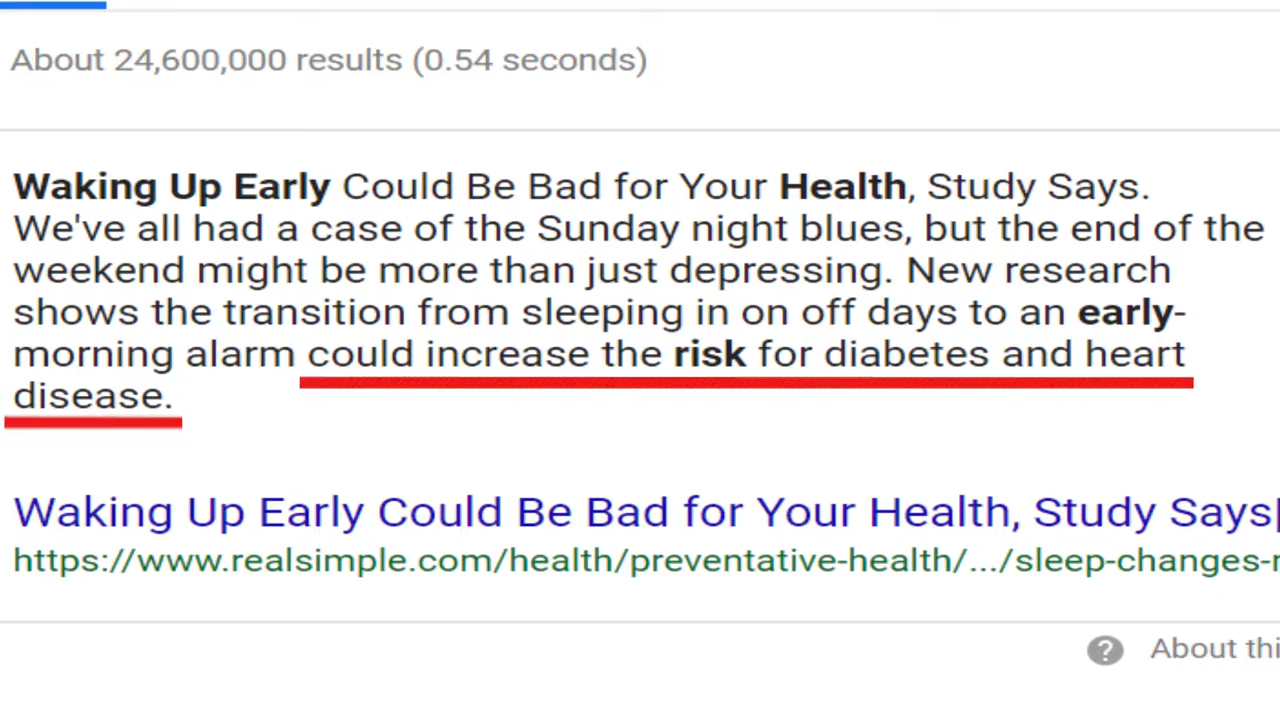 About 24,600,000 results (0.54 seconds)
Waking Up Early Could Be Bad for Your Health, Study Says.
We've all had a case of the Sunday night blues, but the end of the
weekend might be more than just depressing. New research
shows the transition from sleeping in on off days to an early-
morning alarm could increase the risk for diabetes and heart
disease.
Waking Up Early Could Be Bad for Your Health, Study Says
https://www.realsimple.com/health/preventative-health/.../sleep-changes-
? About thi